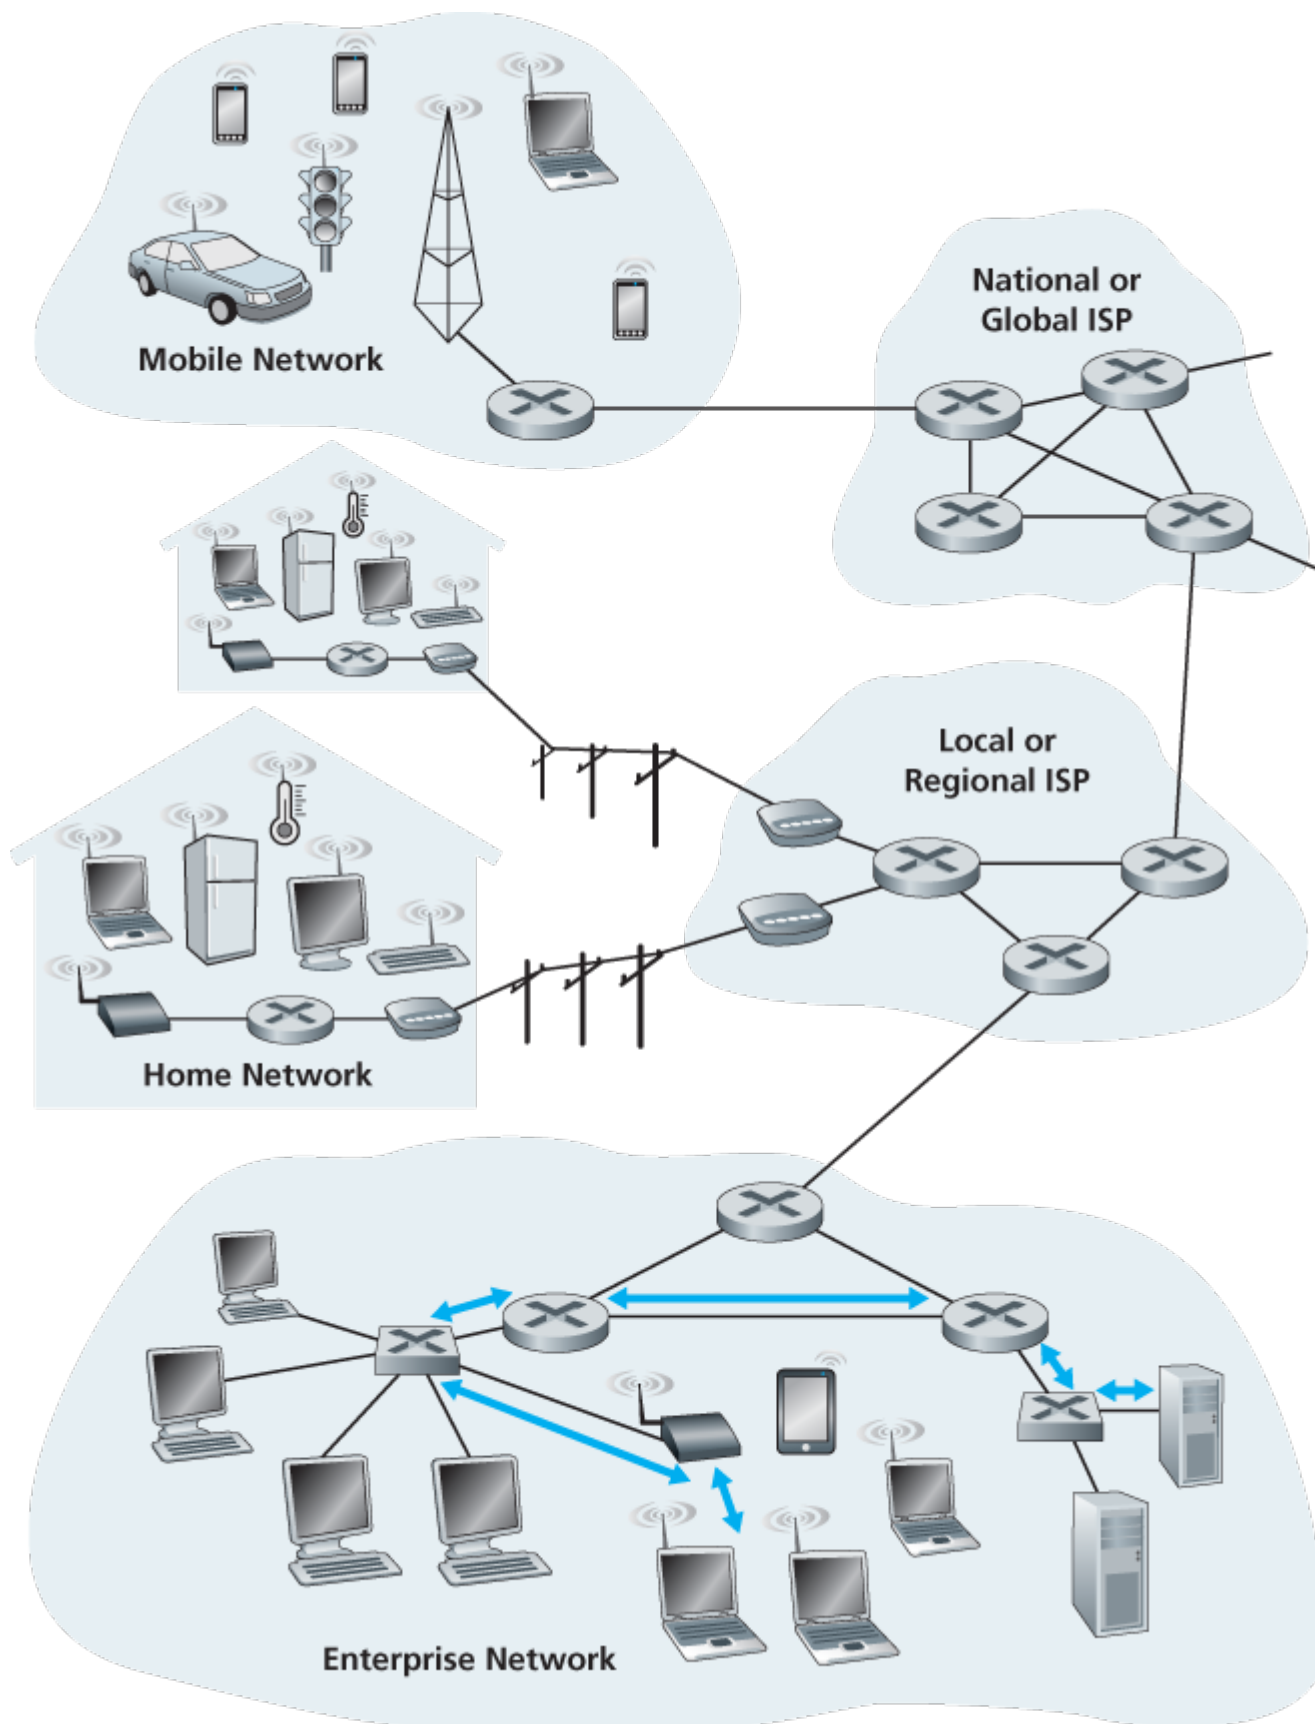 Mobile Network
National or
Global ISP
Local or
Regional ISP
Home Network
Enterprise Network